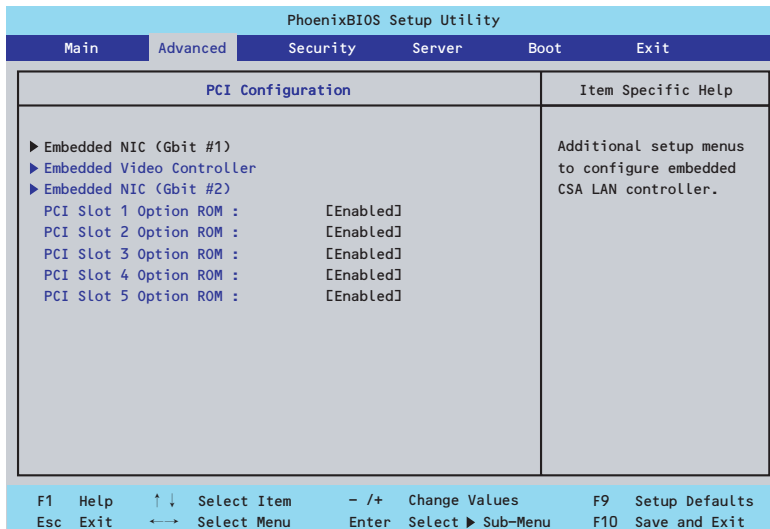 PhoenixBIOS Setup Utility
Main Advanced Security Server Boot Exit
PCI Configuration
Item Specific Help
▶ Embedded NIC (Gbit #1)
▶ Embedded Video Controller
▶ Embedded NIC (Gbit #2)
PCI Slot 1 Option ROM : [Enabled]
PCI Slot 2 Option ROM : [Enabled]
PCI Slot 3 Option ROM : [Enabled]
PCI Slot 4 Option ROM : [Enabled]
PCI Slot 5 Option ROM : [Enabled]
Additional setup menus
to configure embedded
CSA LAN controller.
F1 Help ↑↓ Select Item - /+ Change Values F9 Setup Defaults
Esc Exit ←→ Select Menu Enter Select ▶ Sub-Menu F10 Save and Exit